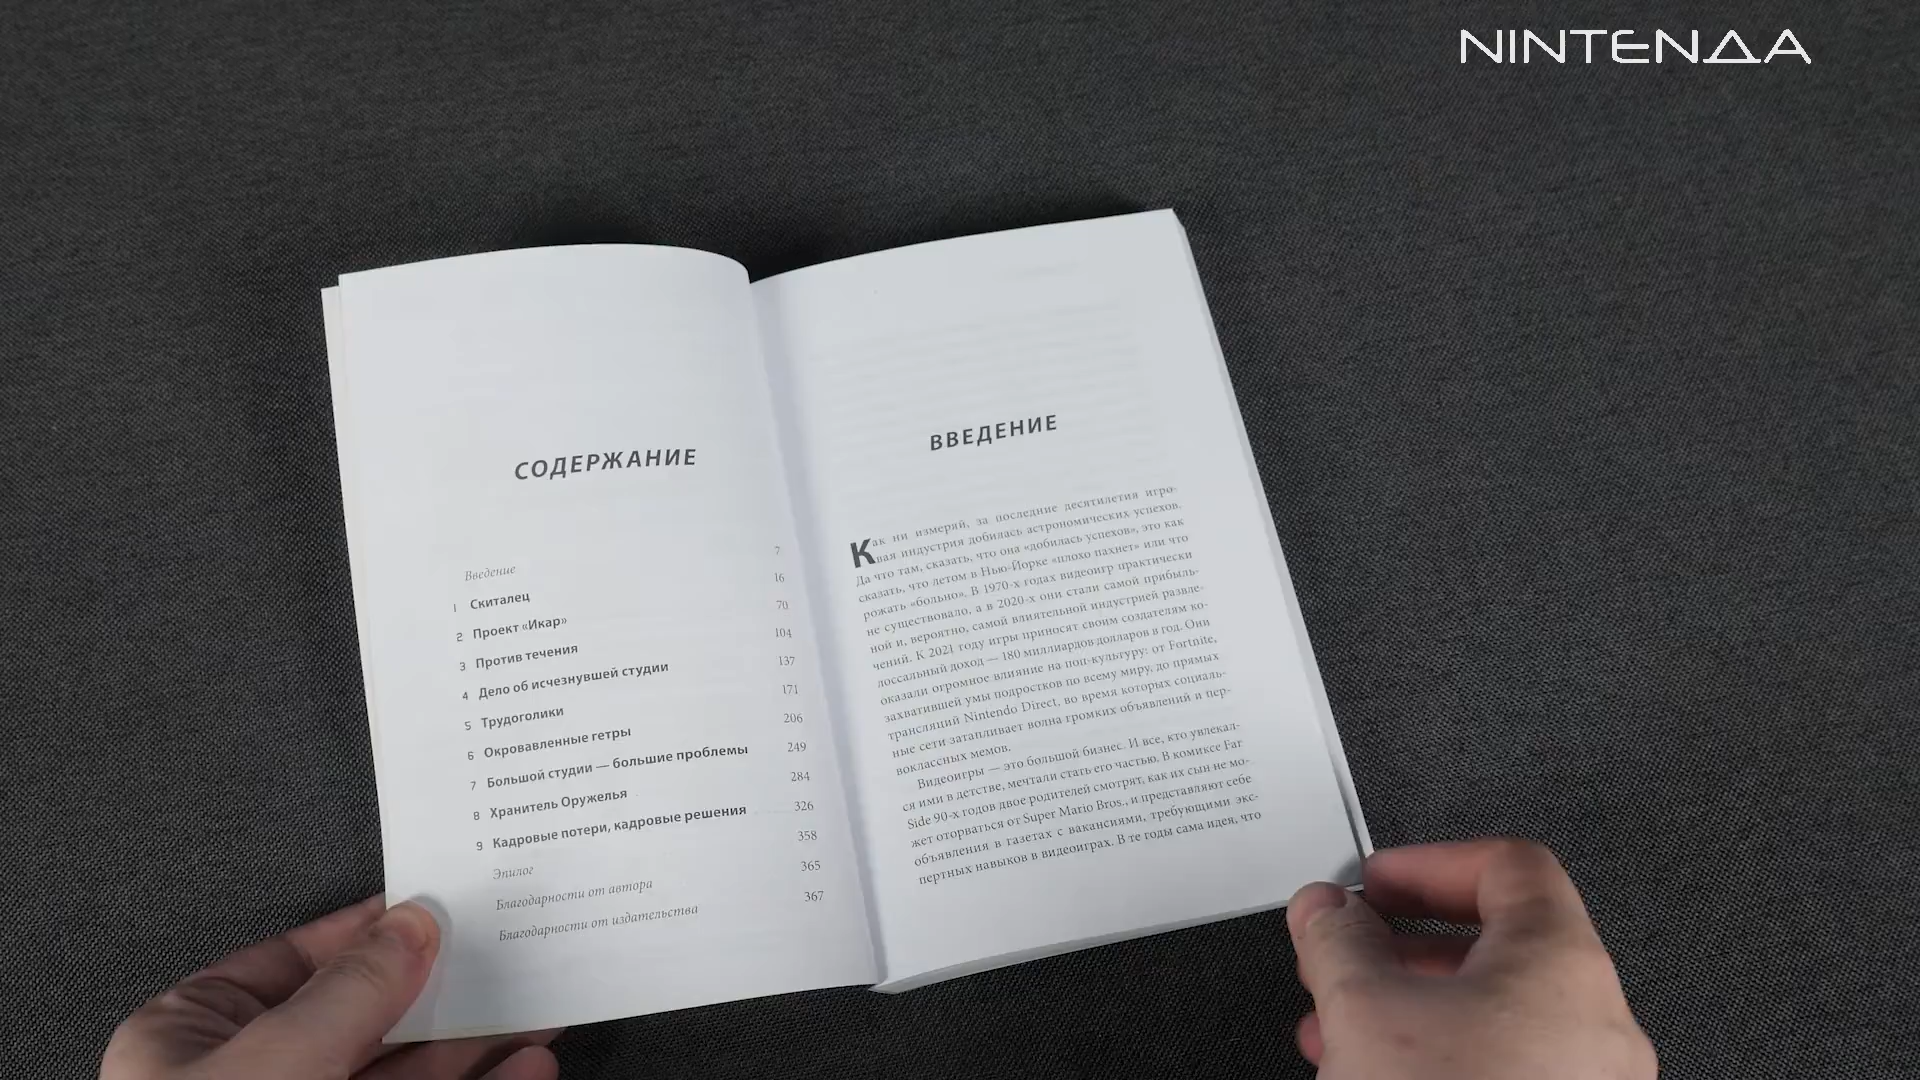 NINTENДА
СОДЕРЖАНИЕ
Введение 7
1 Скиталец 16
2 Проект «Икар» 70
3 Против течения 104
4 Дело об исчезнувшей студии 137
5 Трудоголики 171
6 Окровавленные гетры 206
7 Большой студии — большие проблемы 249
8 Хранитель Оружелья 284
9 Кадровые потери, кадровые решения 326
Эпилог 358
Благодарности от автора 365
Благодарности от издательства 367
ВВЕДЕНИЕ
Как ни измеряй, за последние десятилетия игро-
вая индустрия добилась астрономических успехов.
Да что там, сказать, что она «добилась успехов», это как
сказать, что летом в Нью-Йорке «плохо пахнет» или что
рожать «больно». В 1970-х годах видеоигр практически
не существовало, а в 2020-х они стали самой прибыль-
ной и, вероятно, самой влиятельной индустрией развле-
чений. К 2021 году игры приносят своим создателям ко-
лоссальный доход — 180 миллиардов долларов в год. Они
оказали огромное влияние на поп-культуру: от Fortnite,
захватившей умы подростков по всему миру, до прямых
трансляций Nintendo Direct, во время которых социаль-
ные сети затапливает волна громких объявлений и пер-
воклассных мемов.
Видеоигры — это большой бизнес. И все, кто увлекал-
ся ими в детстве, мечтали стать его частью. В комиксе Far
Side 90-х годов двое родителей смотрят, как их сын не мо-
жет оторваться от Super Mario Bros., и представляют себе
объявления в газетах с вакансиями, требующими экс-
пертных навыков в видеоиграх. В те годы сама идея, что